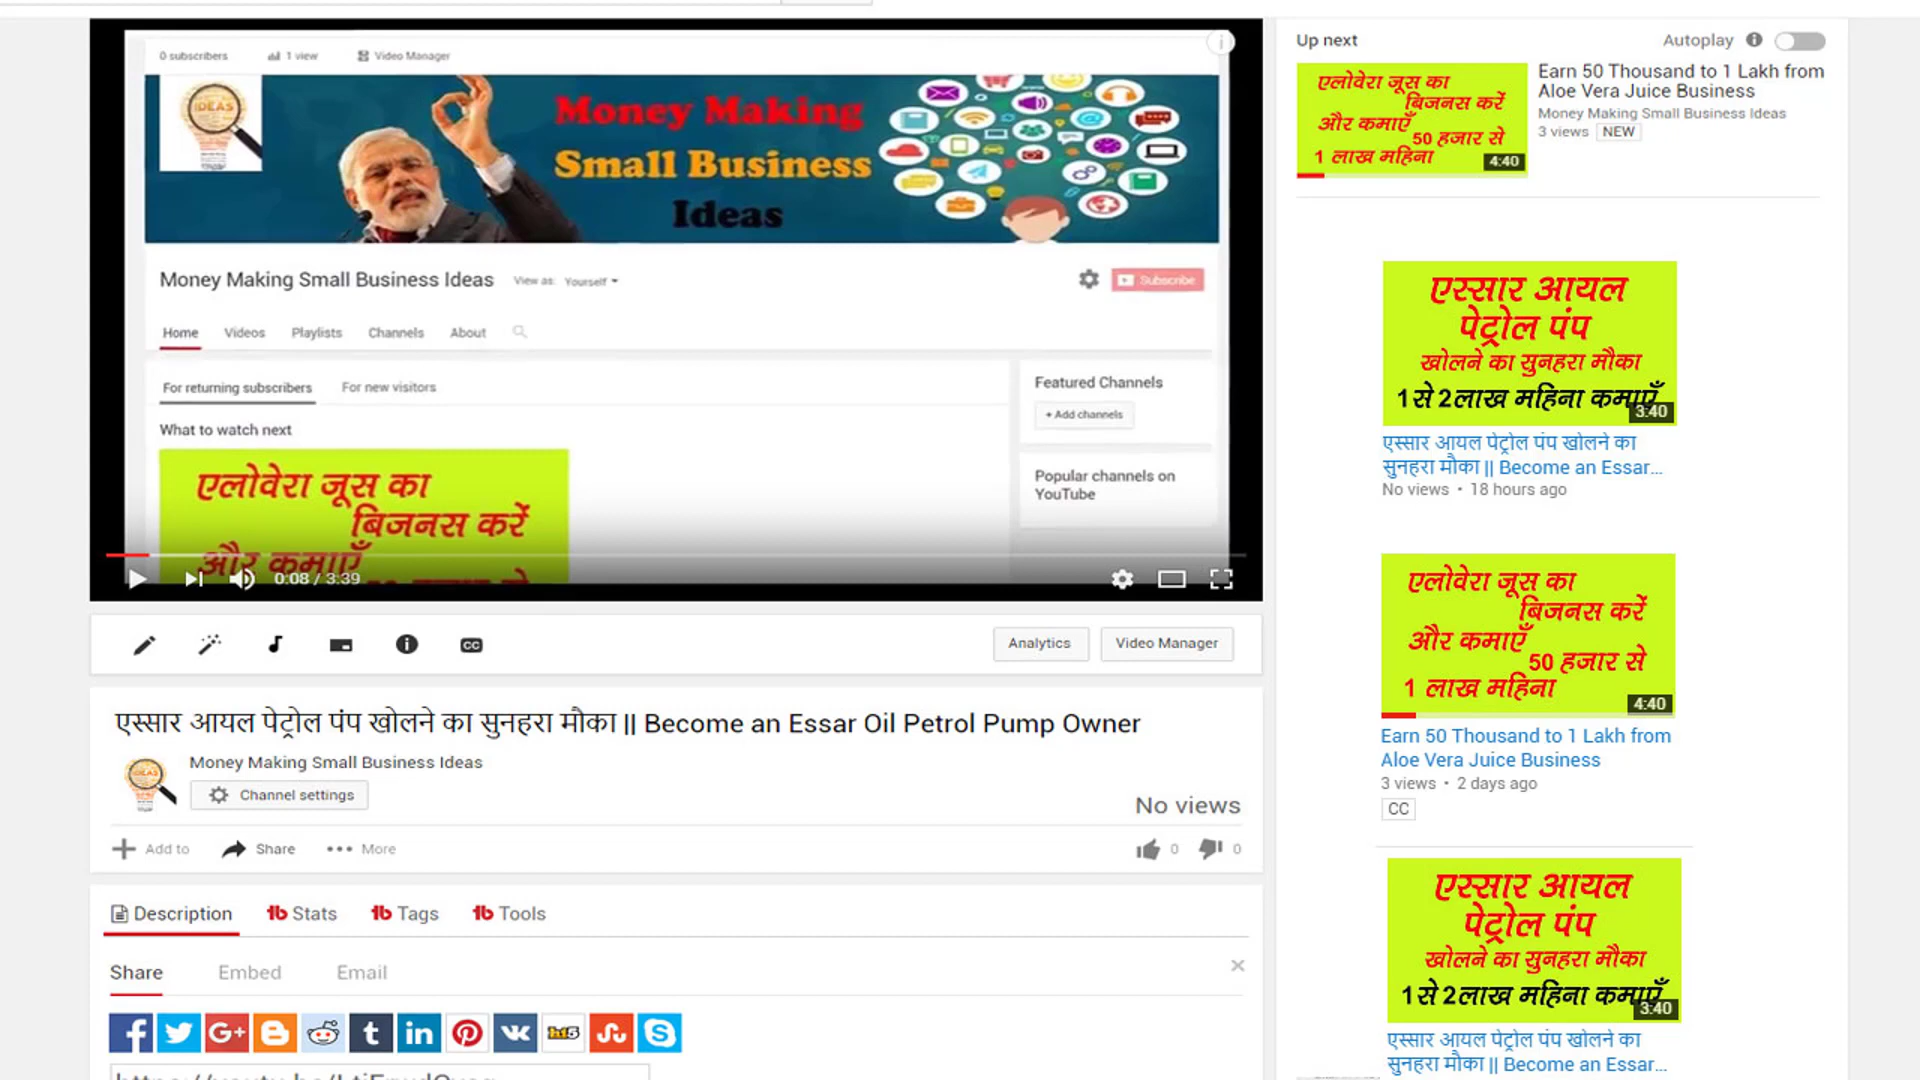 0 subscribers
1 view
Video Manager
IDEAS
Money Making
Small Business
Ideas
Money Making Small Business Ideas
View as: Yourself
Subscribe
Home
Videos
Playlists
Channels
About
For returning subscribers
For new visitors
What to watch next
Featured Channels
+ Add channels
Popular channels on
YouTube
एलोवेरा जूस का
बिजनस करें
और कमाएँ
0:08 / 3:39
Analytics
Video Manager
एस्सार आयल पेट्रोल पंप खोलने का सुनहरा मौका || Become an Essar Oil Petrol Pump Owner
IDEAS
Money Making Small Business Ideas
Channel settings
No views
Add to
Share
More
0
0
Description
Stats
Tags
Tools
Share
Embed
Email
Up next
Autoplay
एलोवेरा जूस का
बिजनस करें
और कमाएँ
50 हजार से
1 लाख महिना
4:40
Earn 50 Thousand to 1 Lakh from
Aloe Vera Juice Business
Money Making Small Business Ideas
3 views NEW
एस्सार आयल
पेट्रोल पंप
खोलने का सुनहरा मौका
1 से 2 लाख महिना कमाएँ
3:40
एस्सार आयल पेट्रोल पंप खोलने का
सुनहरा मौका || Become an Essar...
No views • 18 hours ago
एलोवेरा जूस का
बिजनस करें
और कमाएँ
50 हजार से
1 लाख महिना
4:40
Earn 50 Thousand to 1 Lakh from
Aloe Vera Juice Business
3 views • 2 days ago
CC
एस्सार आयल
पेट्रोल पंप
खोलने का सुनहरा मौका
1 से 2 लाख महिना कमाएँ
3:40
एस्सार आयल पेट्रोल पंप खोलने का
सुनहरा मौका || Become an Essar...